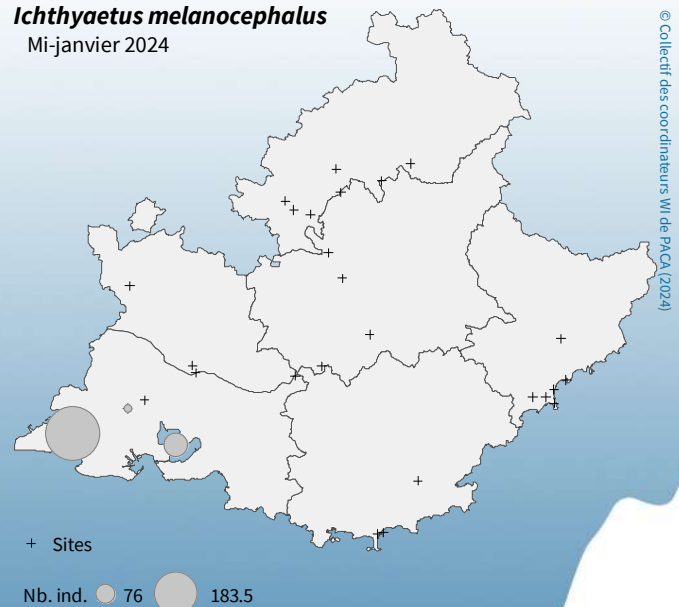 Ichthyaetus melanocephalus
Mi-janvier 2024
© Collectif des coordinateurs WI de PACA (2024)
+ Sites
Nb. ind. 76 183.5